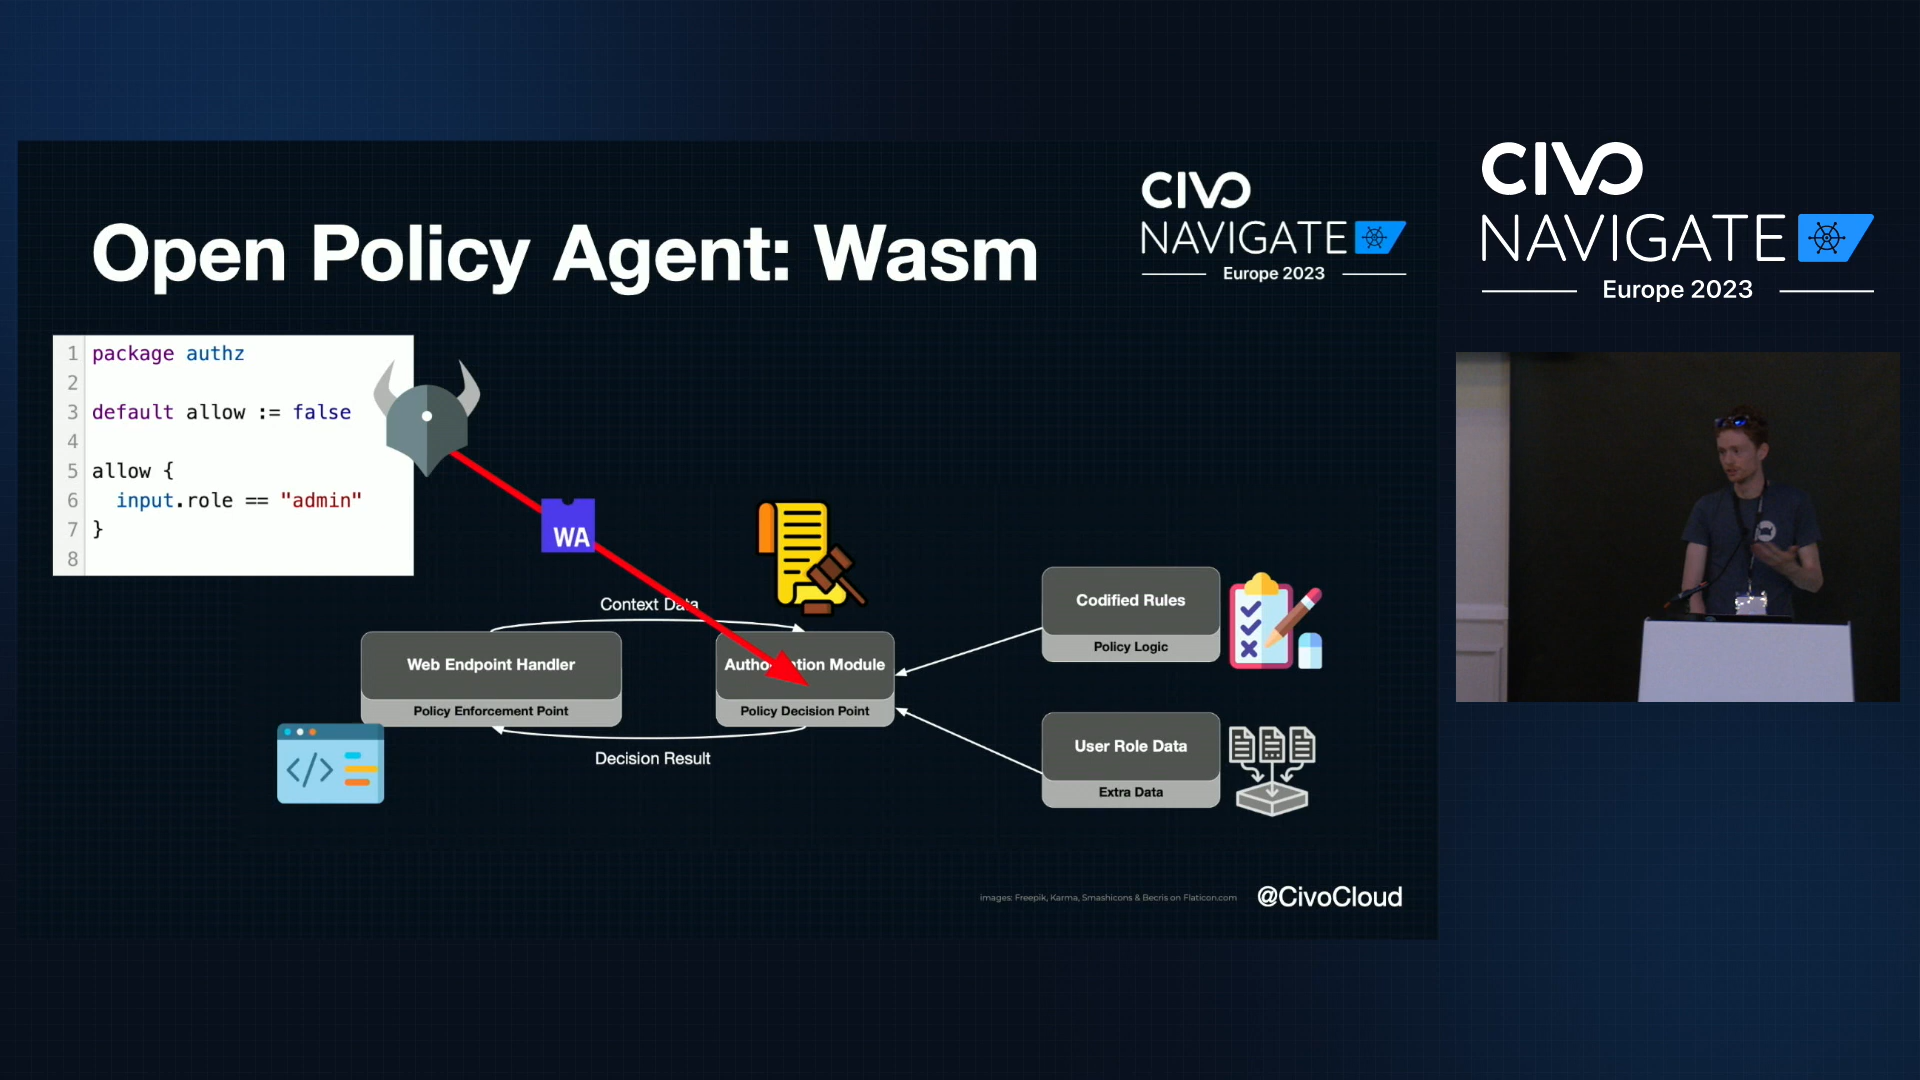 CIVO
NAVIGATE
Europe 2023
Open Policy Agent: Wasm
1 package authz
2
3 default allow := false
4
5 allow {
6 input.role == "admin"
7 }
8
WA
Context Data
Web Endpoint Handler
Policy Enforcement Point
Authorization Module
Policy Decision Point
Decision Result
Codified Rules
Policy Logic
User Role Data
Extra Data
Images: Freepik, Karma, Smashicons & Becris on Flaticon.com
@CivoCloud
CIVO
NAVIGATE
Europe 2023